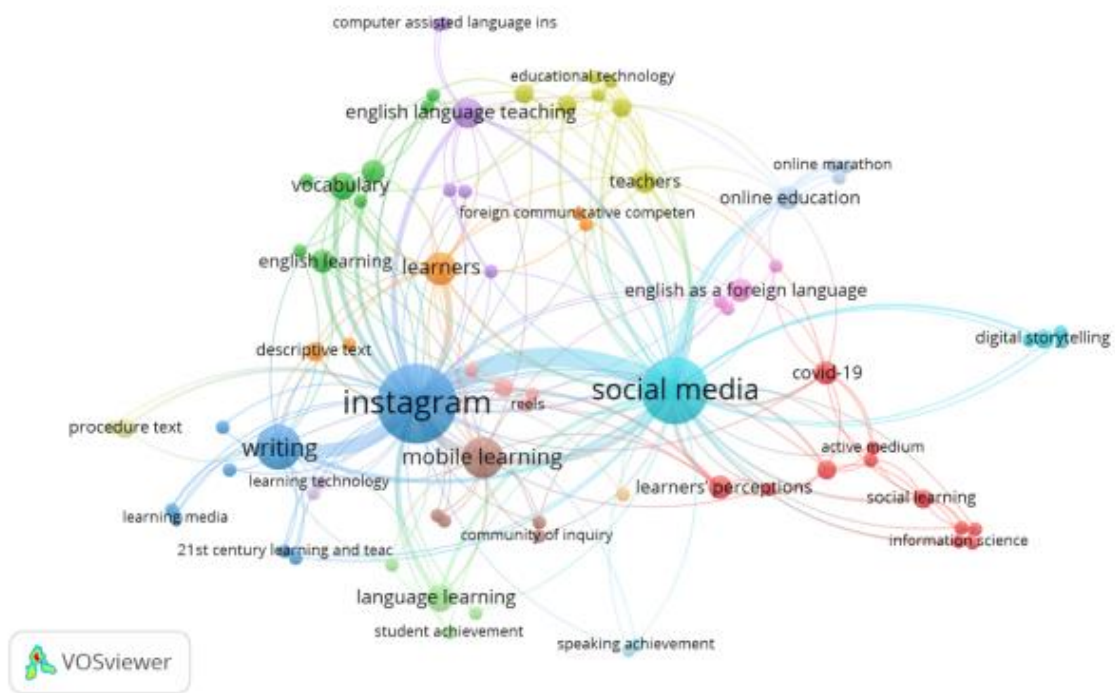 computer assisted language ins
educational technology
english language teaching
online marathon
vocabulary
teachers
online education
foreign communicative competen
english learning
learners
english as a foreign language
digital storytelling
descriptive text
covid-19
social media
instagram
reels
procedure text
writing
mobile learning
active medium
learning technology
learners' perceptions
social learning
learning media
21st century learning and teac
community of inquiry
information science
language learning
student achievement
speaking achievement
VOSviewer